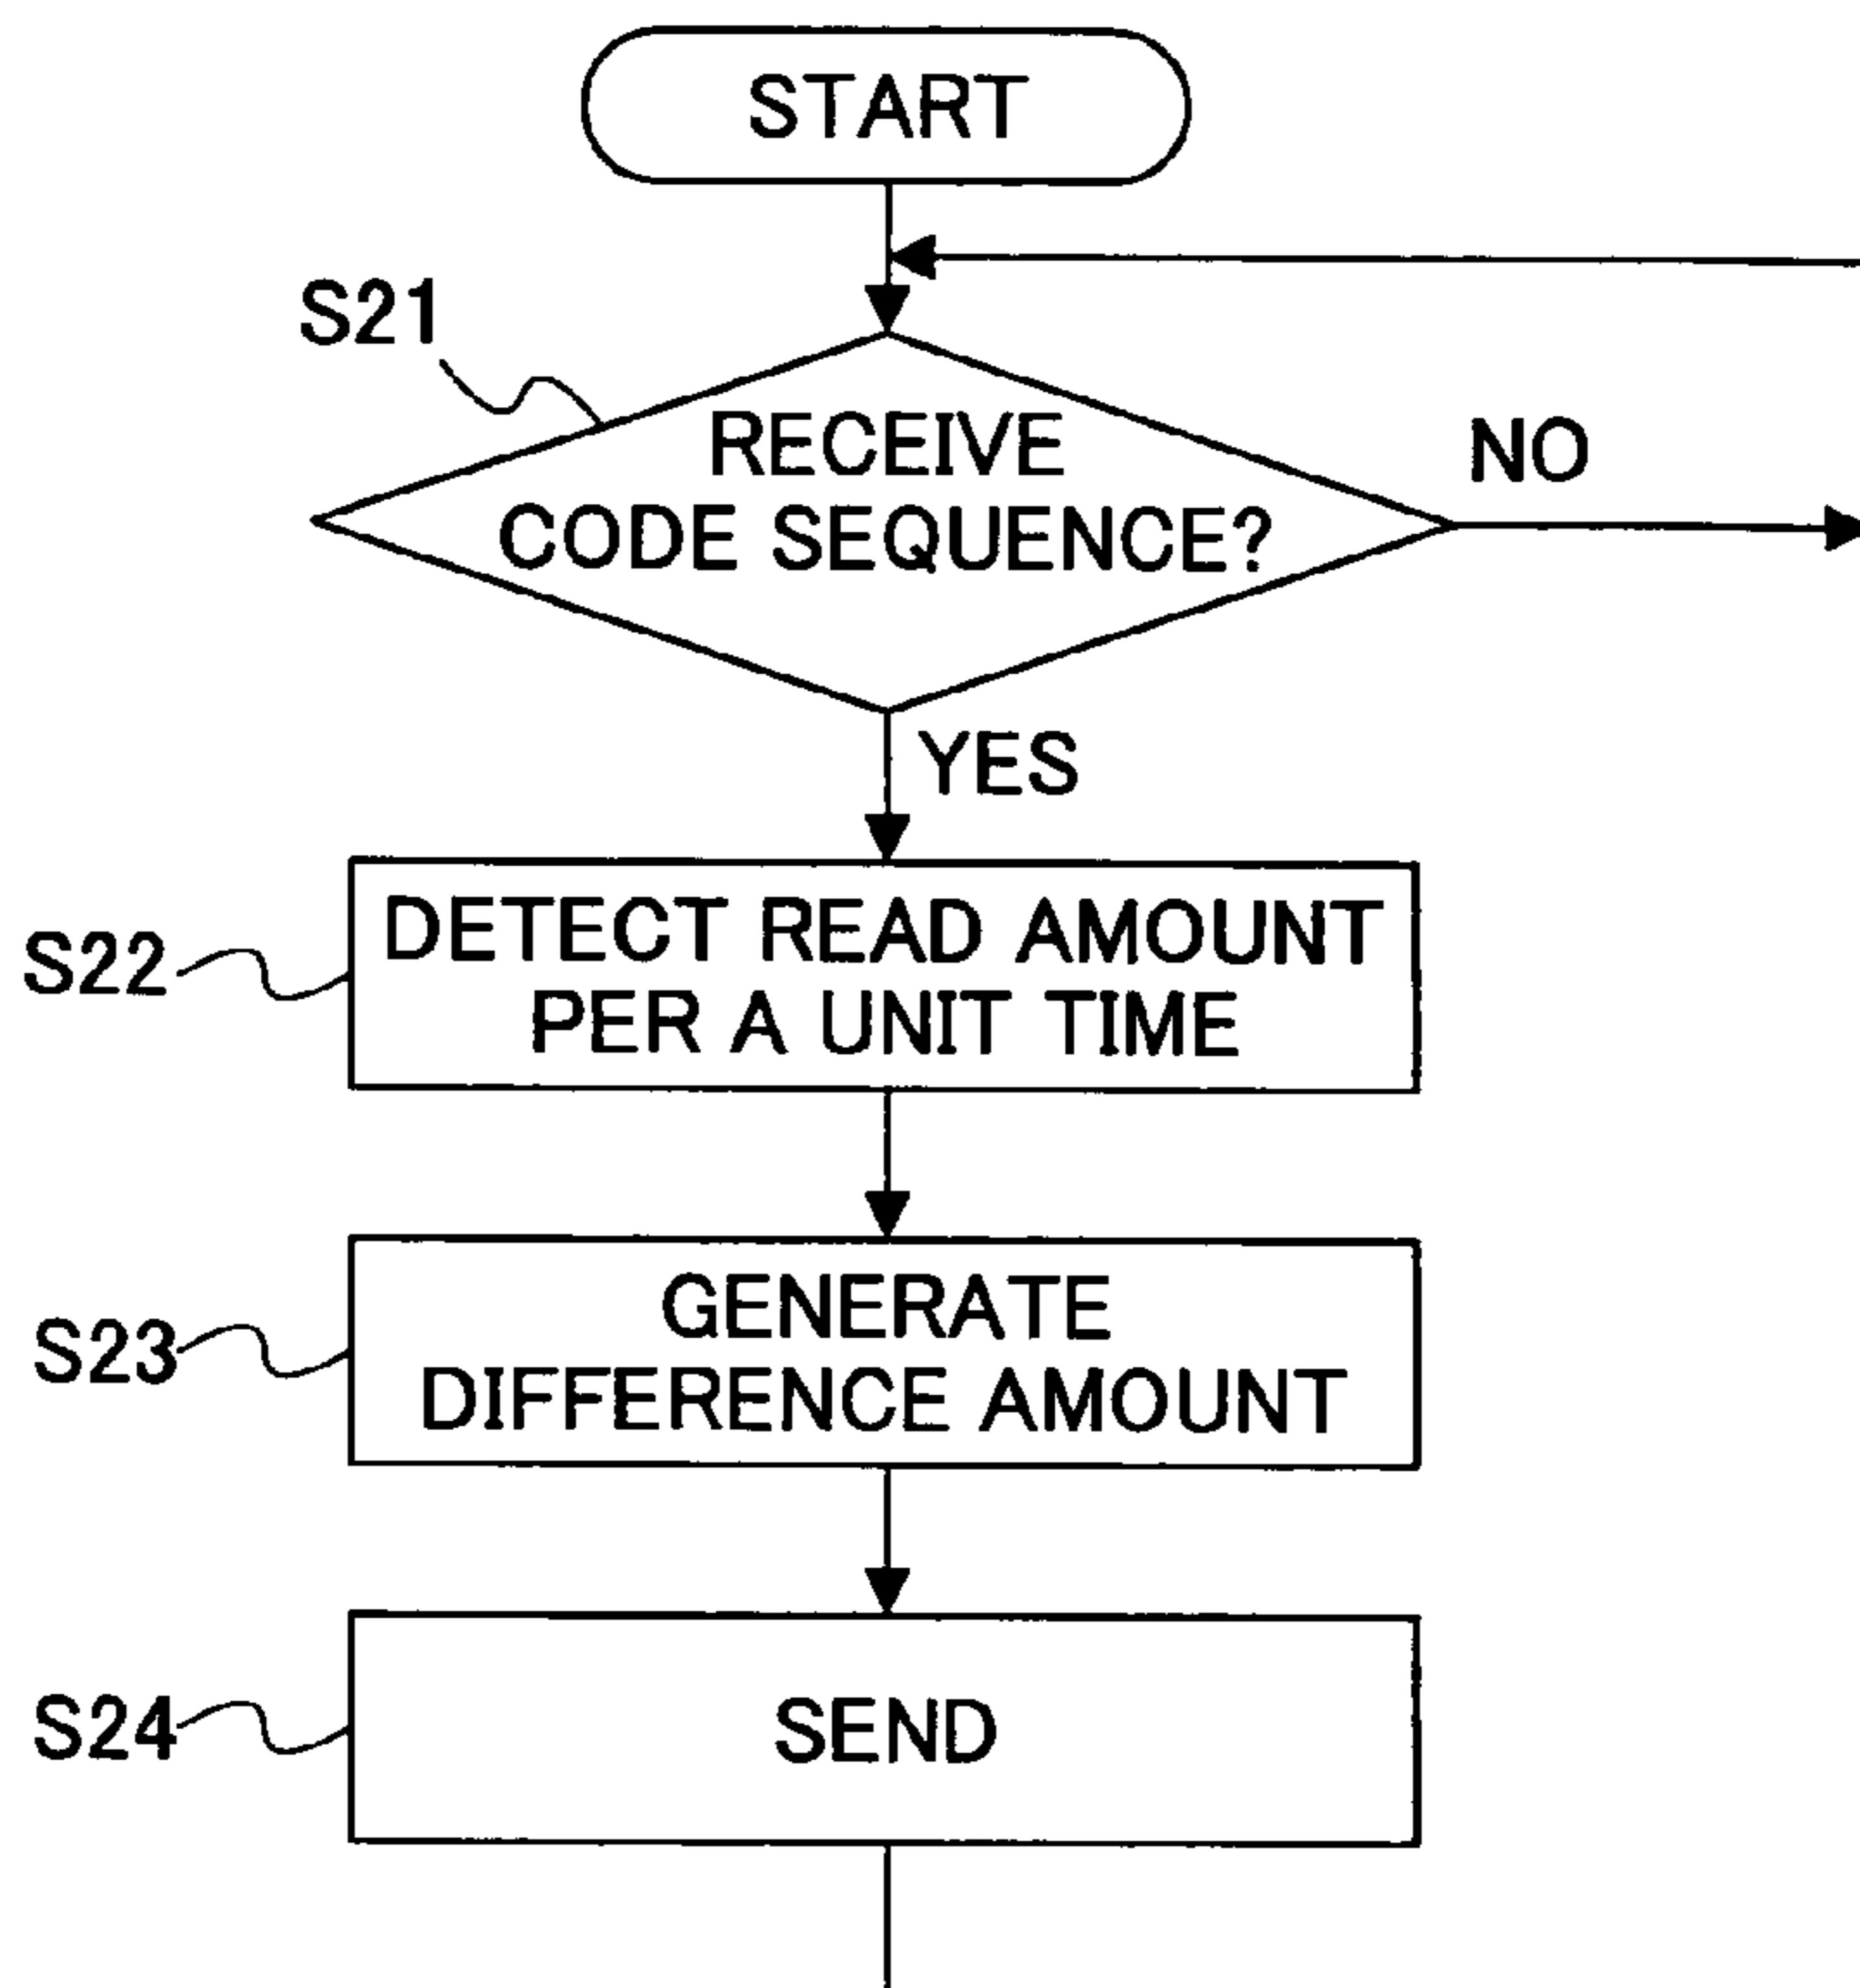 START
S21
RECEIVE
CODE SEQUENCE?
NO
YES
S22
DETECT READ AMOUNT
PER A UNIT TIME
S23
GENERATE
DIFFERENCE AMOUNT
S24
SEND